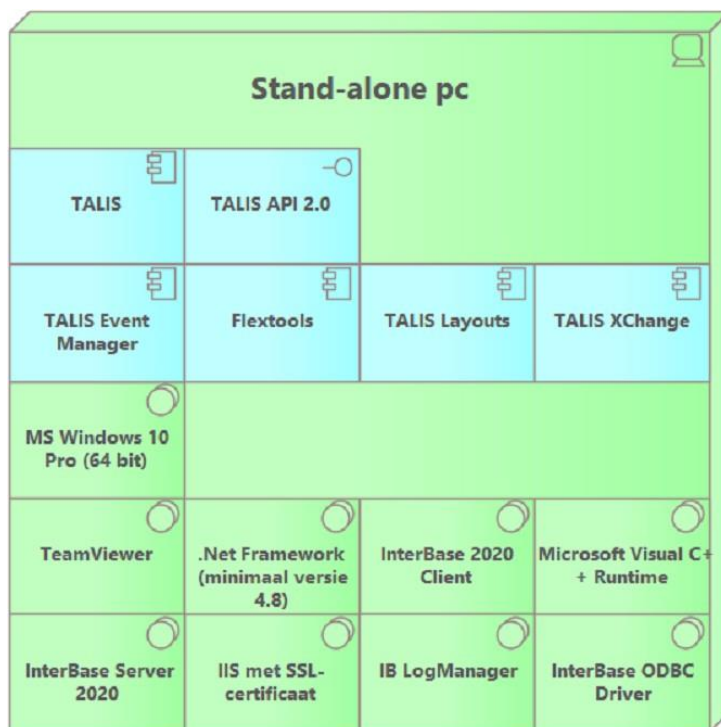 Stand-alone pc
TALIS
TALIS API 2.0
TALIS Event
Manager
Flextools
TALIS Layouts
TALIS XChange
MS Windows 10
Pro (64 bit)
TeamViewer
.Net Framework
(minimaal versie
4.8)
InterBase 2020
Client
Microsoft Visual C+
+ Runtime
InterBase Server
2020
IIS met SSL-
certificaat
IB LogManager
InterBase ODBC
Driver